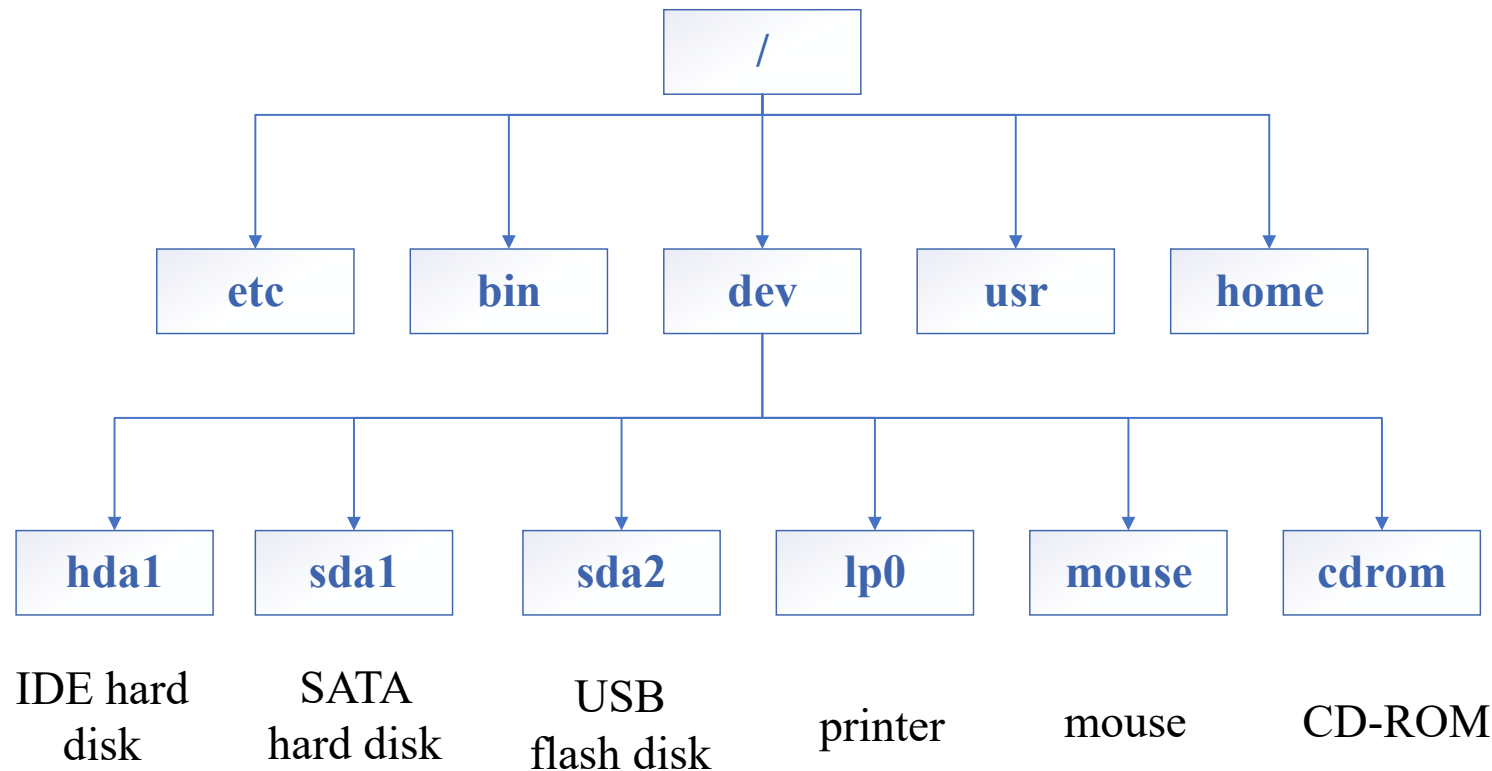 /
etc
bin
dev
usr
home
hda1
sda1
sda2
lp0
mouse
cdrom
IDE hard
disk
SATA
hard disk
USB
flash disk
printer
mouse
CD-ROM